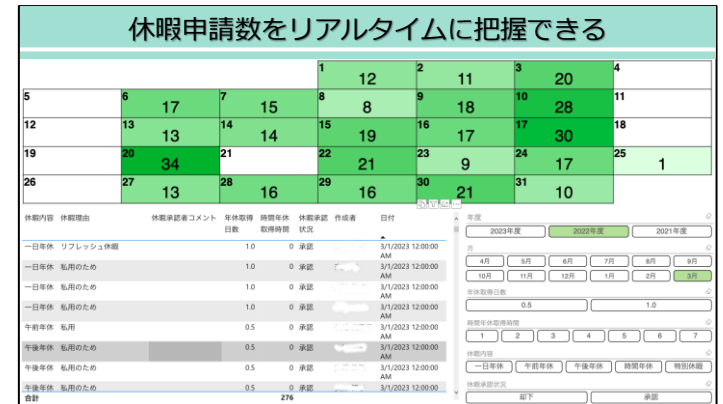 休暇申請数をリアルタイムに把握できる
1 12 2 11 3 20 4
5 6 17 7 15 8 8 9 18 10 28 11
12 13 13 14 14 15 19 16 17 17 30 18
19 20 34 21 22 21 23 9 24 17 25 1
26 27 13 28 16 29 16 30 21 31 10
休暇内容 休暇理由 休暇承認者コメント 年休取得日数 時間年休取得時間 休暇承認状況 作成者 日付
一日年休 リフレッシュ休暇 1.0 0 承認 3/1/2023 12:00:00 AM
一日年休 私用のため 1.0 0 承認 3/1/2023 12:00:00 AM
一日年休 私用のため 1.0 0 承認 3/1/2023 12:00:00 AM
一日年休 私用のため 1.0 0 承認 3/1/2023 12:00:00 AM
午前年休 私用 0.5 0 承認 3/1/2023 12:00:00 AM
午後年休 私用のため 0.5 0 承認 3/1/2023 12:00:00 AM
午後年休 私用のため 0.5 0 承認 3/1/2023 12:00:00 AM
午後年休 私用のため 0.5 0 承認 3/1/2023 12:00:00
合計 276
年度
2023年度 2022年度 2021年度
月
4月 5月 6月 7月 8月 9月
10月 11月 12月 1月 2月 3月
年休取得日数
0.5 1.0
時間年休取得時間
1 2 3 4 5 6 7
休暇内容
一日年休 午前年休 午後年休 時間年休 特別休暇
休暇承認状況
却下 承認